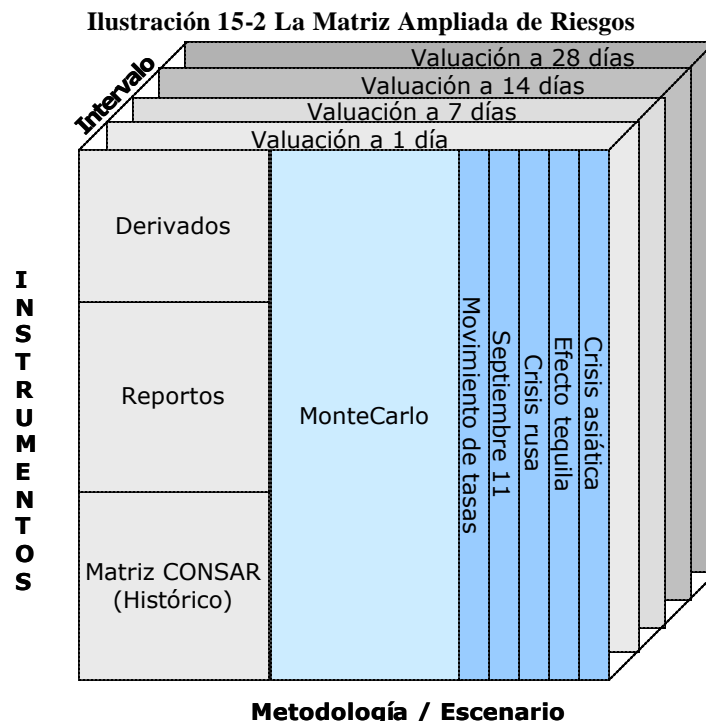 Ilustración 15-2 La Matriz Ampliada de Riesgos
Intervalo
Valuación a 28 días
Valuación a 14 días
Valuación a 7 días
Valuación a 1 día
INSTRUMENTOS
Derivados
Reportos
Matriz CONSAR
(Histórico)
MonteCarlo
Movimiento de tasas
Septiembre 11
Crisis rusa
Efecto tequila
Crisis asiática
Metodología / Escenario